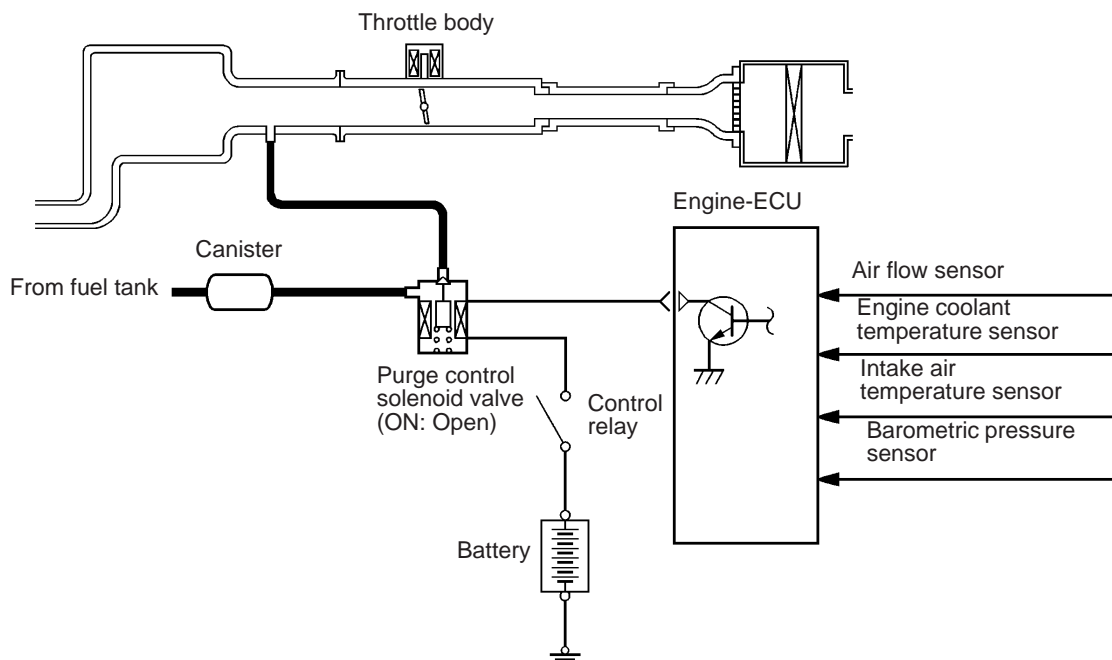 Throttle body
Engine-ECU
Canister
From fuel tank
Air flow sensor
Engine coolant
temperature sensor
Intake air
temperature sensor
Barometric pressure
sensor
Purge control
solenoid valve
(ON: Open)
Control
relay
Battery